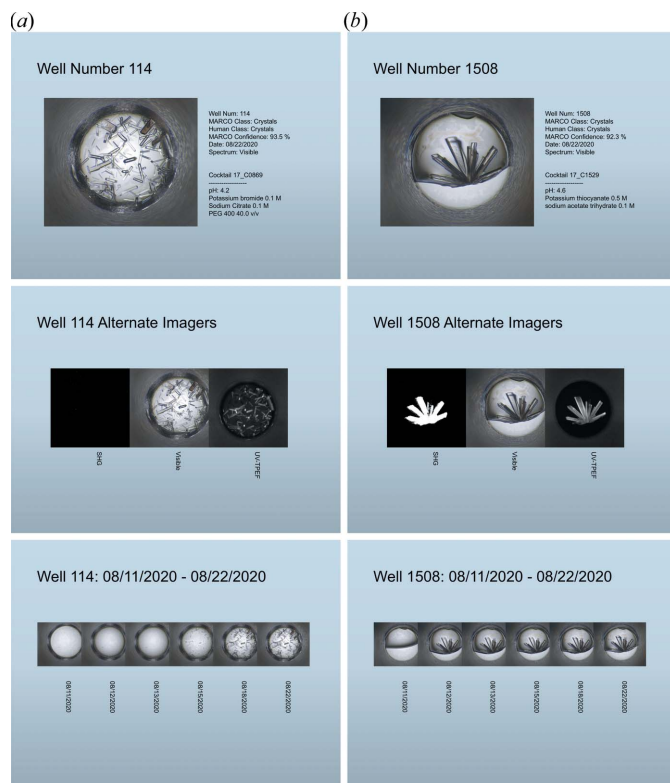 (a)
Well Number 114
Well Num: 114
MARCO Class: Crystals
Human Class: Crystals
MARCO Confidence: 93.5 %
Date: 08/22/2020
Spectrum: Visible
Cocktail 17_C0869
--------------------
pH: 4.2
Potassium bromide 0.1 M
Sodium Citrate 0.1 M
PEG 400 40.0 v/v
Well 114 Alternate Imagers
SHG
Visible
UV-TPEF
Well 114: 08/11/2020 - 08/22/2020
08/11/2020
08/12/2020
08/13/2020
08/15/2020
08/18/2020
08/22/2020
(b)
Well Number 1508
Well Num: 1508
MARCO Class: Crystals
Human Class: Crystals
MARCO Confidence: 92.3 %
Date: 08/22/2020
Spectrum: Visible
Cocktail 17_C1529
--------------------
pH: 4.6
Potassium thiocyanate 0.5 M
sodium acetate trihydrate 0.1 M
Well 1508 Alternate Imagers
SHG
Visible
UV-TPEF
Well 1508: 08/11/2020 - 08/22/2020
08/11/2020
08/12/2020
08/13/2020
08/15/2020
08/18/2020
08/22/2020